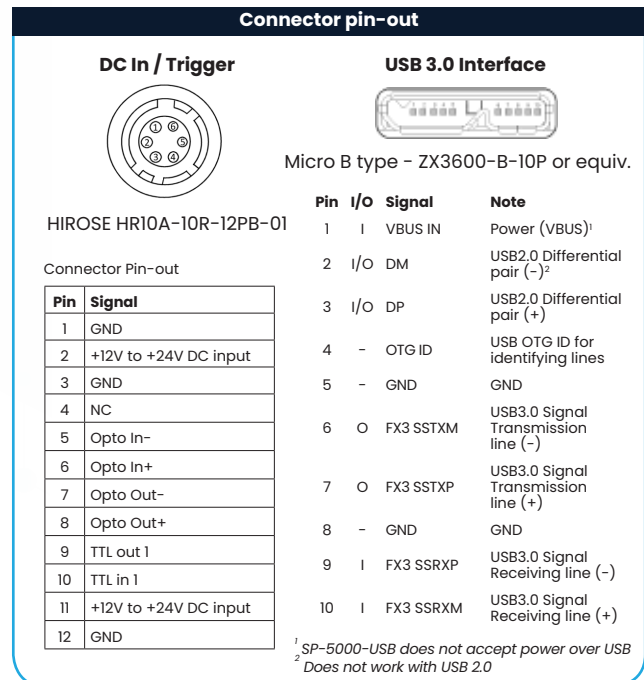 Connector pin-out
DC In / Trigger
1 6
2 5
3 4
HIROSE HR10A-10R-12PB-01
Connector Pin-out
Pin Signal
1 GND
2 +12V to +24V DC input
3 GND
4 NC
5 Opto In-
6 Opto In+
7 Opto Out-
8 Opto Out+
9 TTL out 1
10 TTL in 1
11 +12V to +24V DC input
12 GND
USB 3.0 Interface
Micro B type - ZX3600-B-10P or equiv.
Pin I/O Signal Note
1 I VBUS IN Power (VBUS)¹
2 I/O DM USB2.0 Differential
pair (-)²
3 I/O DP USB2.0 Differential
pair (+)
4 - OTG ID USB OTG ID for
identifying lines
5 - GND GND
6 O FX3 SSTXM USB3.0 Signal
Transmission
line (-)
7 O FX3 SSTXP USB3.0 Signal
Transmission
line (+)
8 - GND GND
9 I FX3 SSRXP USB3.0 Signal
Receiving line (-)
10 I FX3 SSRXM USB3.0 Signal
Receiving line (+)
¹ SP-5000-USB does not accept power over USB
² Does not work with USB 2.0